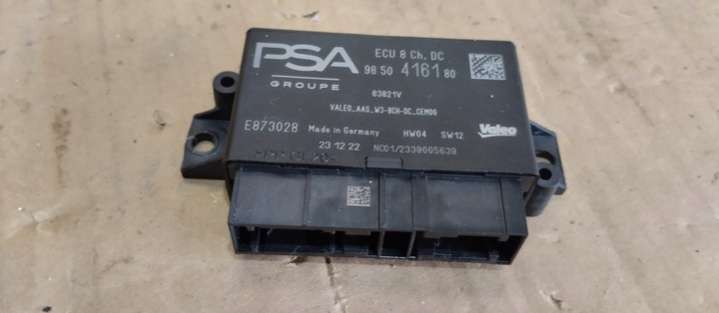 PSA
GROUPE
ECU 8 Ch. DC
98 50 4161 80
63821V
VALEO_AAS_W3-8CH-DC_CEM00
E873028 Made in Germany HW04 SW12 Valeo
23.12.22 NC01/2339005639